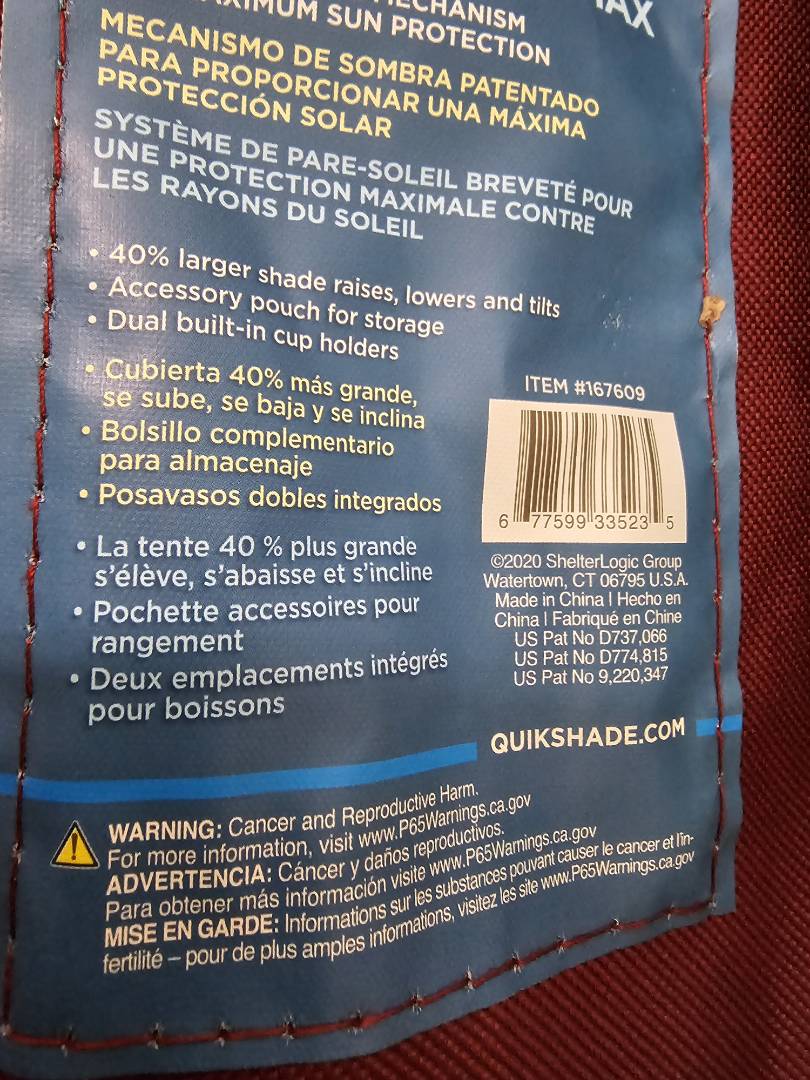 MECHANISM
MAXIMUM SUN PROTECTION
MECANISMO DE SOMBRA PATENTADO
PARA PROPORCIONAR UNA MÁXIMA
PROTECCIÓN SOLAR
SYSTÈME DE PARE-SOLEIL BREVETÉ POUR
UNE PROTECTION MAXIMALE CONTRE
LES RAYONS DU SOLEIL
• 40% larger shade raises, lowers and tilts
• Accessory pouch for storage
• Dual built-in cup holders
• Cubierta 40% más grande,
se sube, se baja y se inclina
• Bolsillo complementario
para almacenaje
• Posavasos dobles integrados
• La tente 40 % plus grande
s'élève, s'abaisse et s'incline
• Pochette accessoires pour
rangement
• Deux emplacements intégrés
pour boissons
ITEM #167609
6 77599 33523 5
©2020 ShelterLogic Group
Watertown, CT 06795 U.S.A.
Made in China | Hecho en
China | Fabriqué en Chine
US Pat No D737,066
US Pat No D774,815
US Pat No 9,220,347
QUIKSHADE.COM
WARNING: Cancer and Reproductive Harm.
For more information, visit www.P65Warnings.ca.gov
ADVERTENCIA: Cáncer y daños reproductivos.
Para obtener más información visite www.P65Warnings.ca.gov
MISE EN GARDE: Informations sur les substances pouvant causer le cancer et l'in-
fertilité – pour de plus amples informations, visitez les site www.P65Warnings.ca.gov